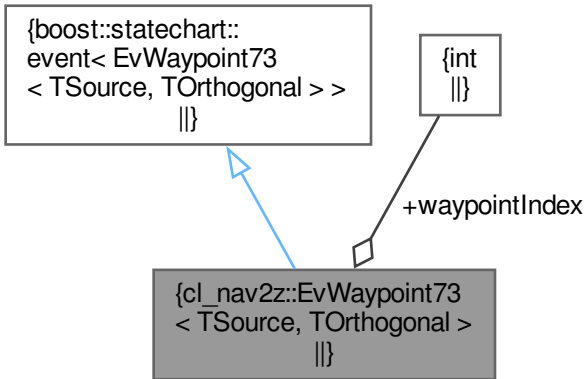 {boost::statechart::
event< EvWaypoint73
< TSource, TOrthogonal > >
||}
{int
||}
+waypointIndex
{cl_nav2z::EvWaypoint73
< TSource, TOrthogonal >
||}